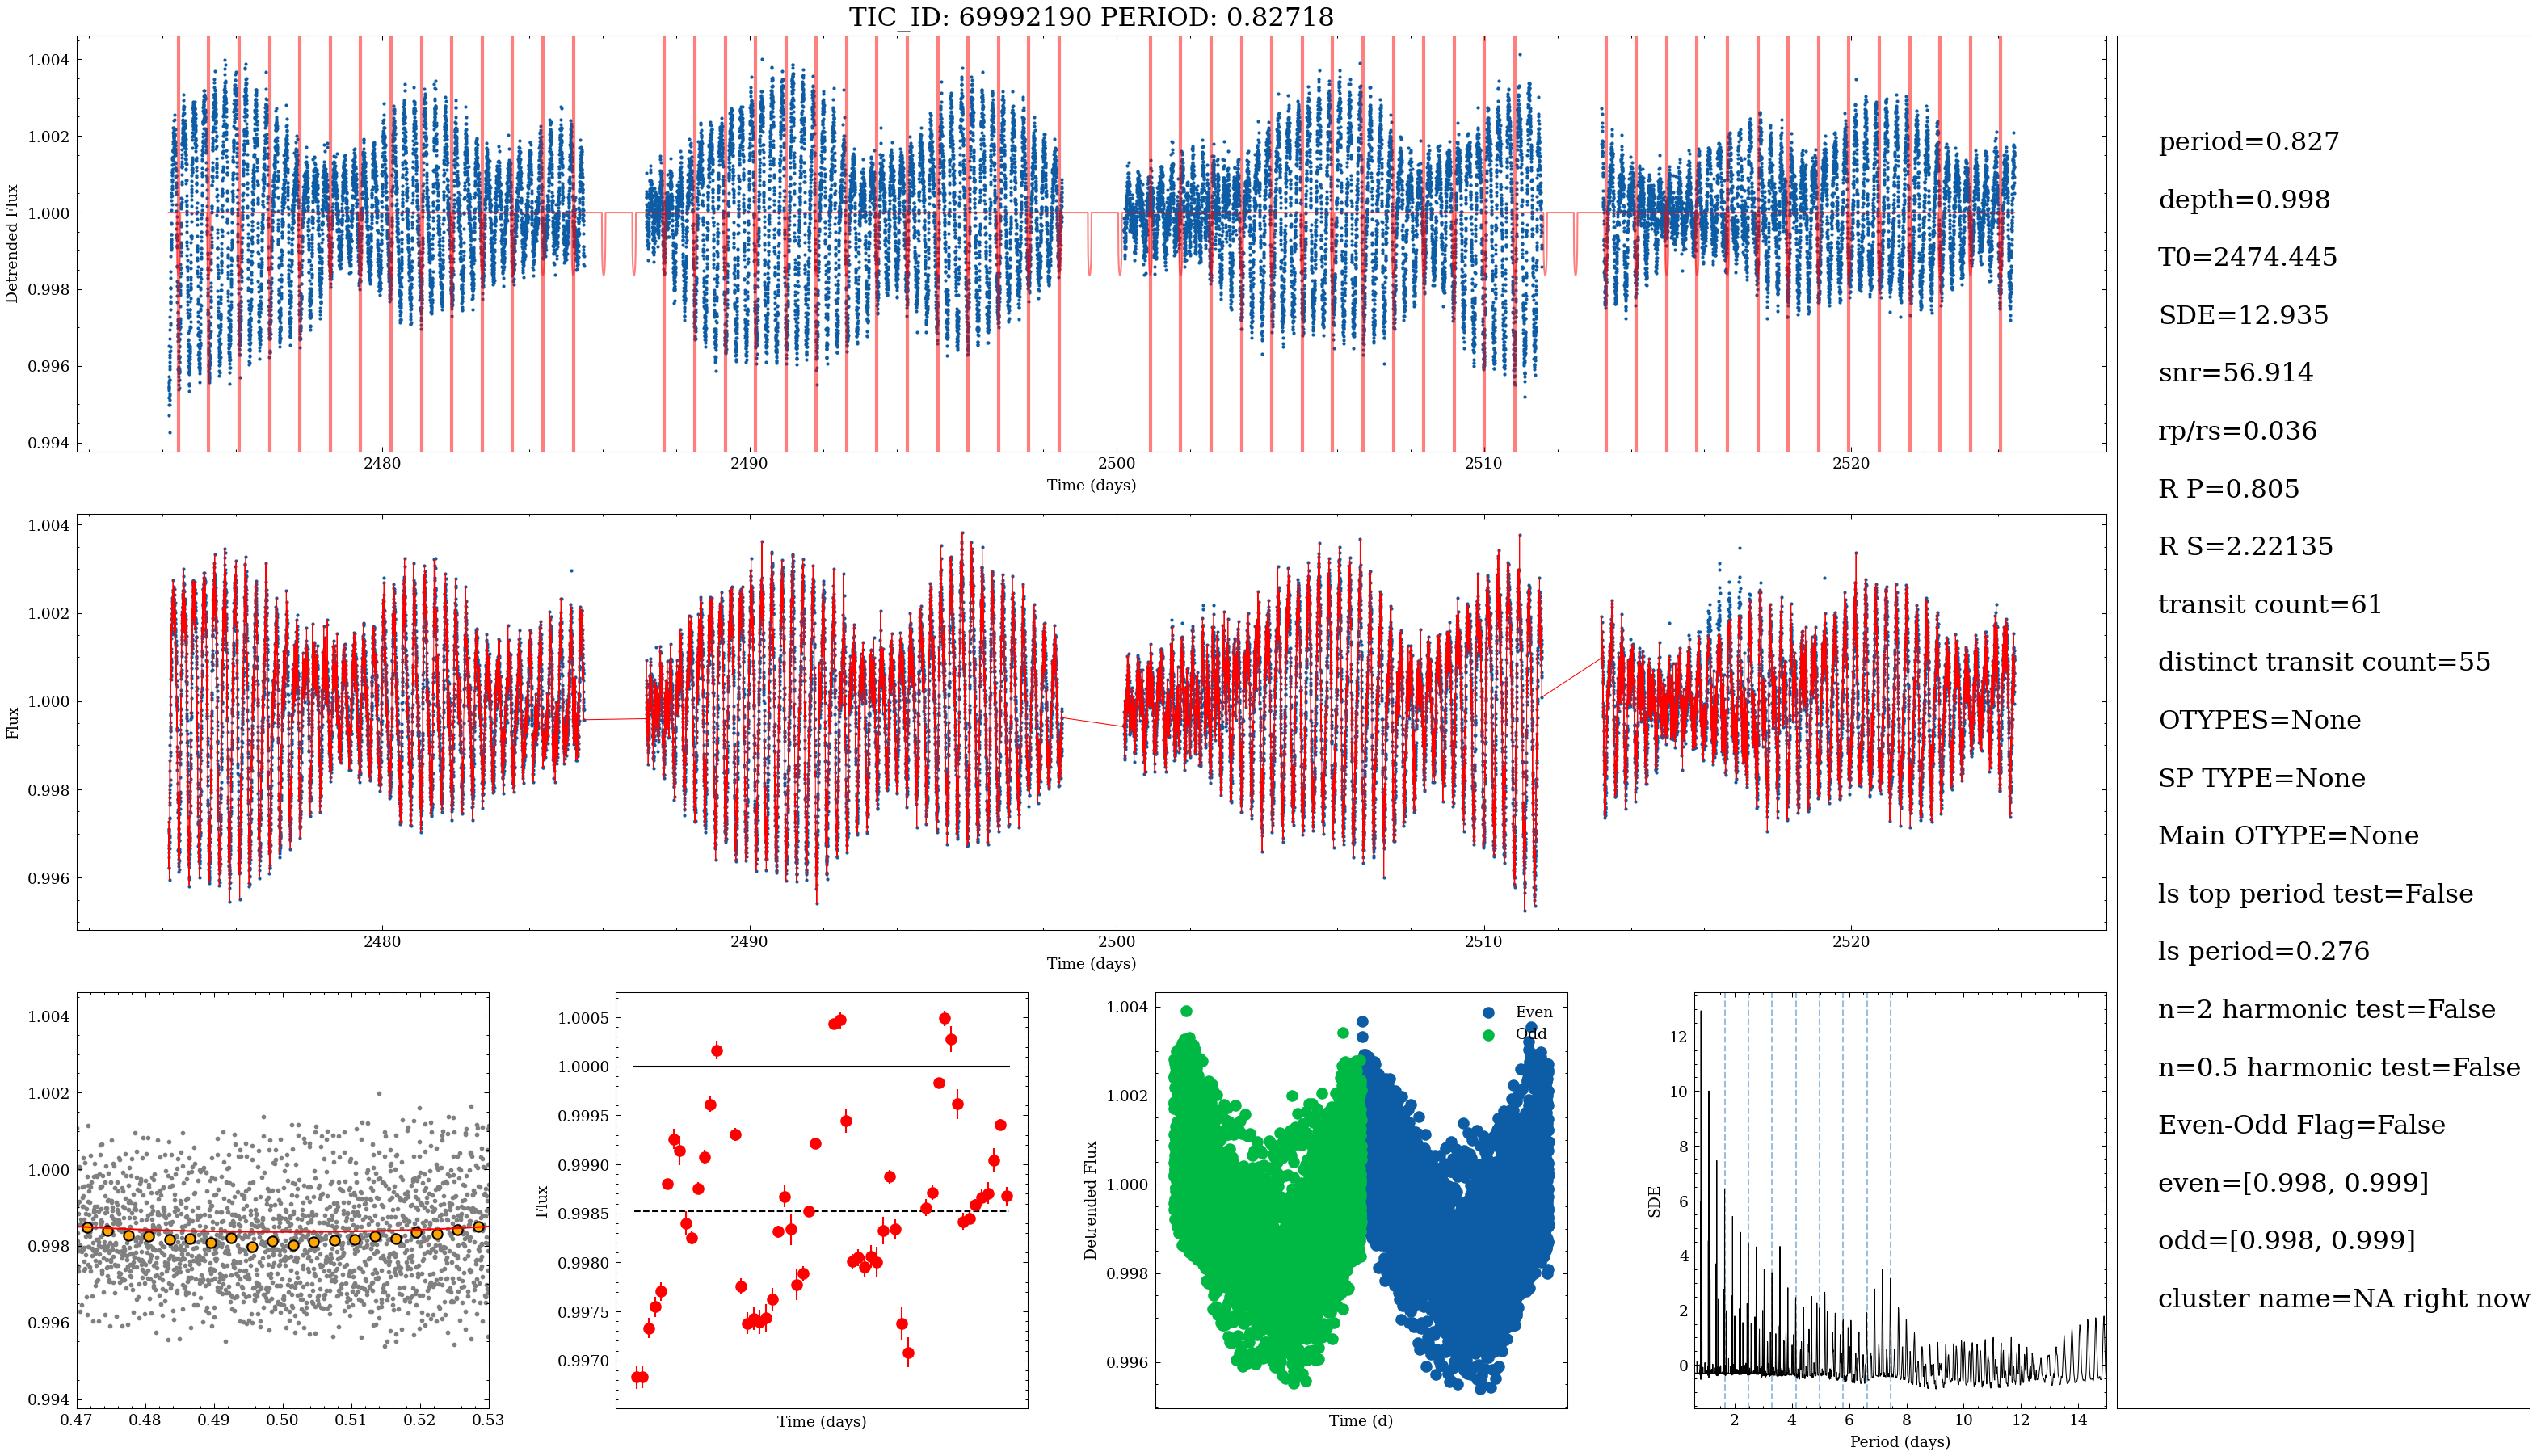 TIC_ID: 69992190 PERIOD: 0.82718
1.004
1.002
1.000
0.998
0.996
0.994
Detrended Flux
2480
2490
2500
2510
2520
Time (days)
1.004
1.002
1.000
0.998
0.996
Flux
2480
2490
2500
2510
2520
Time (days)
1.004
1.002
1.000
0.998
0.996
0.994
0.47
0.48
0.49
0.50
0.51
0.52
0.53
1.0005
1.0000
0.9995
0.9990
0.9985
0.9980
0.9975
0.9970
Flux
Time (days)
1.004
1.002
1.000
0.998
0.996
Detrended Flux
Even
Odd
Time (d)
12
10
8
6
4
2
0
SDE
2
4
6
8
10
12
14
Period (days)
period=0.827
depth=0.998
T0=2474.445
SDE=12.935
snr=56.914
rp/rs=0.036
R P=0.805
R S=2.22135
transit count=61
distinct transit count=55
OTYPES=None
SP TYPE=None
Main OTYPE=None
ls top period test=False
ls period=0.276
n=2 harmonic test=False
n=0.5 harmonic test=False
Even-Odd Flag=False
even=[0.998, 0.999]
odd=[0.998, 0.999]
cluster name=NA right now